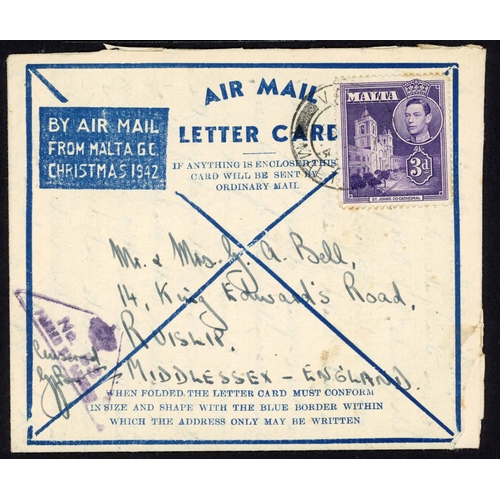 AIR MAIL
LETTER CARD
BY AIR MAIL
FROM MALTA. G.C.
CHRISTMAS 1942
IF ANYTHING IS ENCLOSED THIS
CARD WILL BE SENT BY
ORDINARY MAIL
MALTA
3d
ST. JOHN'S CO-CATHEDRAL
Mr. & Mrs. G. A. Bell,
14, King Edward's Road,
RUISLIP,
MIDDLESSEX - ENGLAND.
No
WHEN FOLDED THE LETTER CARD MUST CONFORM
IN SIZE AND SHAPE WITH THE BLUE BORDER WITHIN
WHICH THE ADDRESS ONLY MAY BE WRITTEN